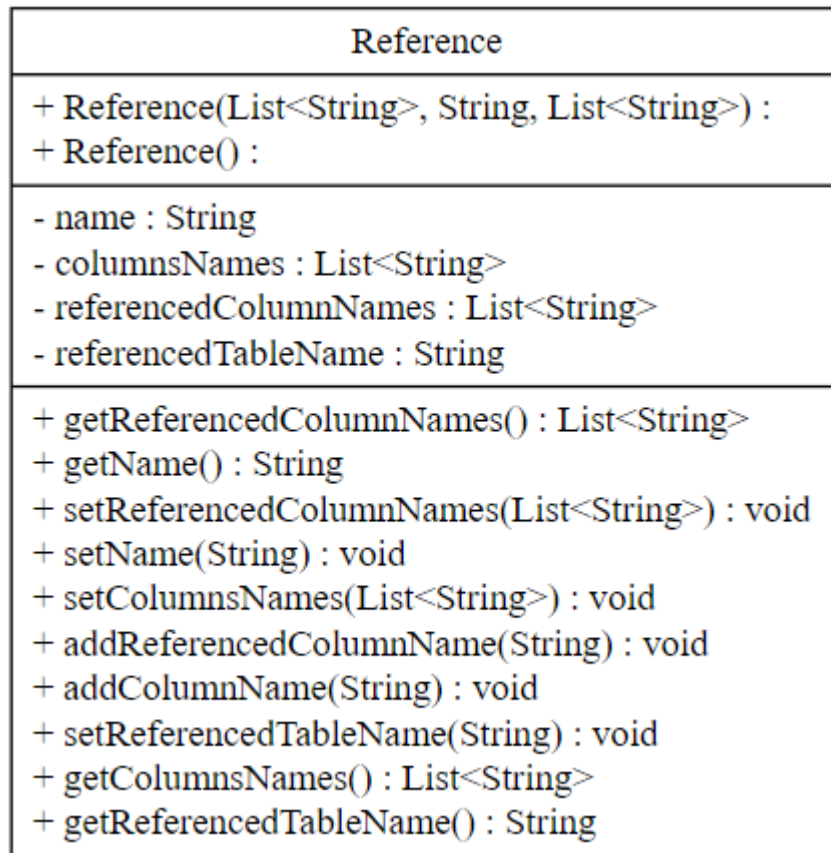 Reference
+ Reference(List<String>, String, List<String>) :
+ Reference() :
- name : String
- columnsNames : List<String>
- referencedColumnNames : List<String>
- referencedTableName : String
+ getReferencedColumnNames() : List<String>
+ getName() : String
+ setReferencedColumnNames(List<String>) : void
+ setName(String) : void
+ setColumnsNames(List<String>) : void
+ addReferencedColumnName(String) : void
+ addColumnName(String) : void
+ setReferencedTableName(String) : void
+ getColumnsNames() : List<String>
+ getReferencedTableName() : String